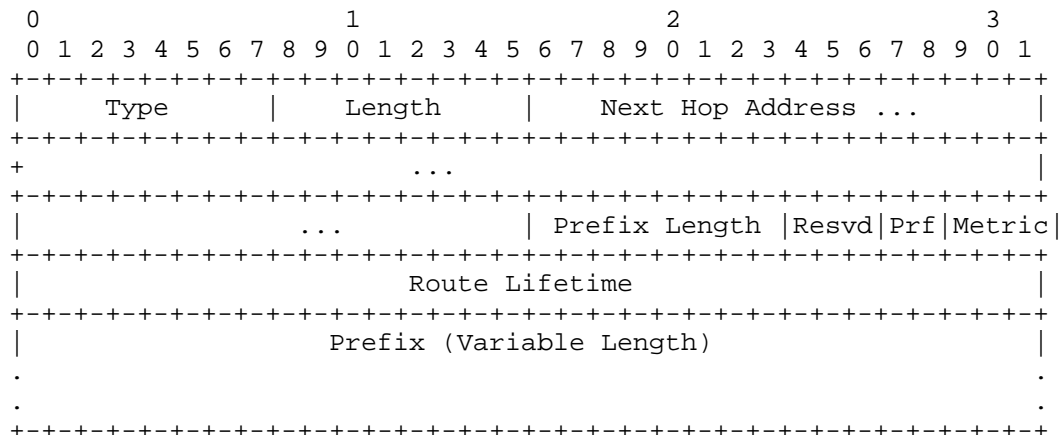 0                   1                   2                   3
 0 1 2 3 4 5 6 7 8 9 0 1 2 3 4 5 6 7 8 9 0 1 2 3 4 5 6 7 8 9 0 1
+-+-+-+-+-+-+-+-+-+-+-+-+-+-+-+-+-+-+-+-+-+-+-+-+-+-+-+-+-+-+-+-+
|     Type      |    Length     |    Next Hop Address ...       |
+-+-+-+-+-+-+-+-+-+-+-+-+-+-+-+-+-+-+-+-+-+-+-+-+-+-+-+-+-+-+-+-+
+                        ...                                    |
+-+-+-+-+-+-+-+-+-+-+-+-+-+-+-+-+-+-+-+-+-+-+-+-+-+-+-+-+-+-+-+-+
|                 ...           | Prefix Length |Resvd|Prf|Metric|
+-+-+-+-+-+-+-+-+-+-+-+-+-+-+-+-+-+-+-+-+-+-+-+-+-+-+-+-+-+-+-+-+
|                        Route Lifetime                         |
+-+-+-+-+-+-+-+-+-+-+-+-+-+-+-+-+-+-+-+-+-+-+-+-+-+-+-+-+-+-+-+-+
|                   Prefix (Variable Length)                    |
.                                                               .
.                                                               .
+-+-+-+-+-+-+-+-+-+-+-+-+-+-+-+-+-+-+-+-+-+-+-+-+-+-+-+-+-+-+-+-+